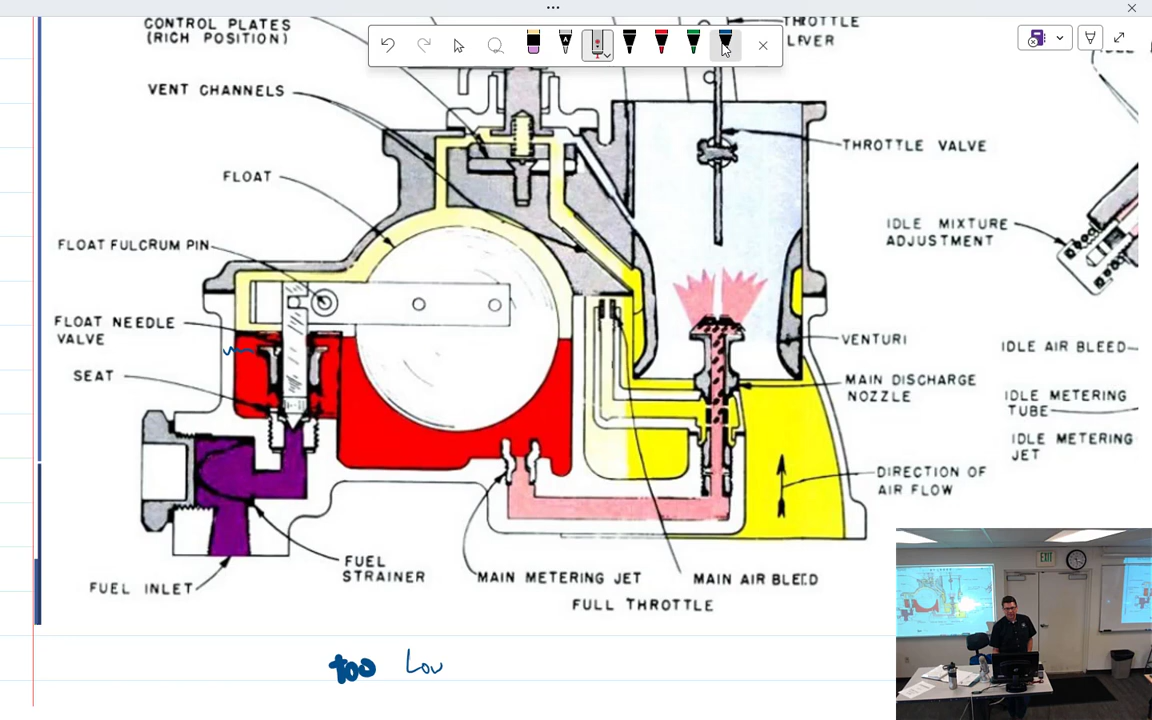 CONTROL PLATES
(RICH POSITION)
THROTTLE
LEVER
VENT CHANNELS
THROTTLE VALVE
FLOAT
IDLE MIXTURE
ADJUSTMENT
FLOAT FULCRUM PIN
FLOAT NEEDLE
VALVE
VENTURI
IDLE AIR BLEED
SEAT
MAIN DISCHARGE
NOZZLE
IDLE METERING
TUBE
IDLE METERING
JET
DIRECTION OF
AIR FLOW
FUEL
STRAINER
FUEL INLET
MAIN METERING JET
MAIN AIR BLEED
FULL THROTTLE
too Low
EXIT